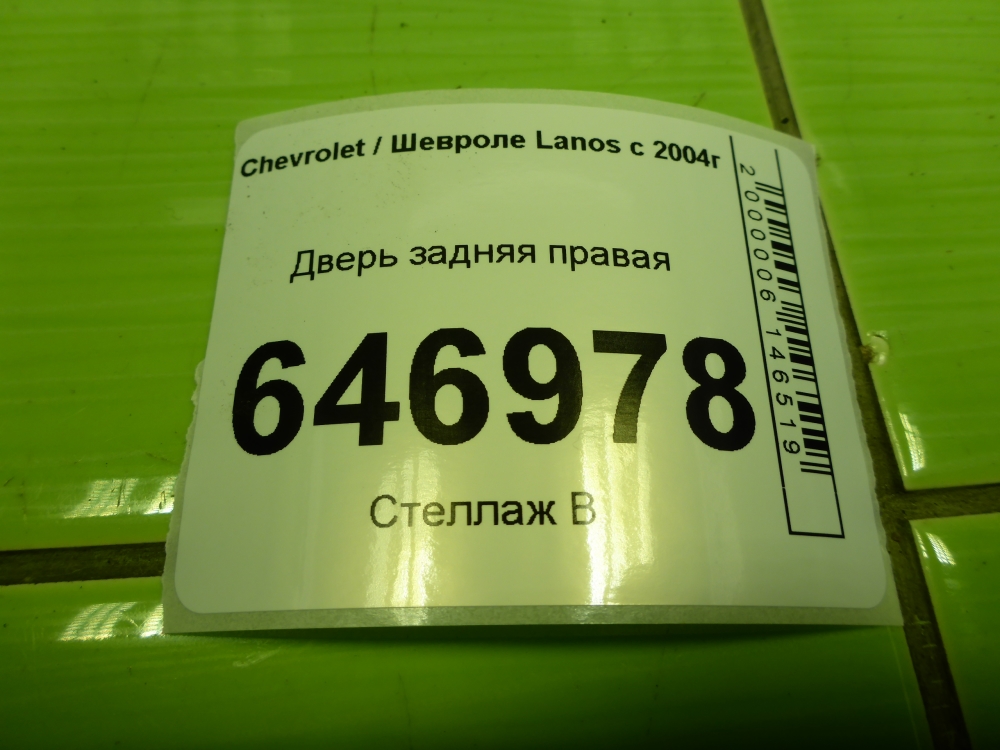 Chevrolet / Шевроле Lanos с 2004г
Дверь задняя правая
646978
Стеллаж В
2000006146519